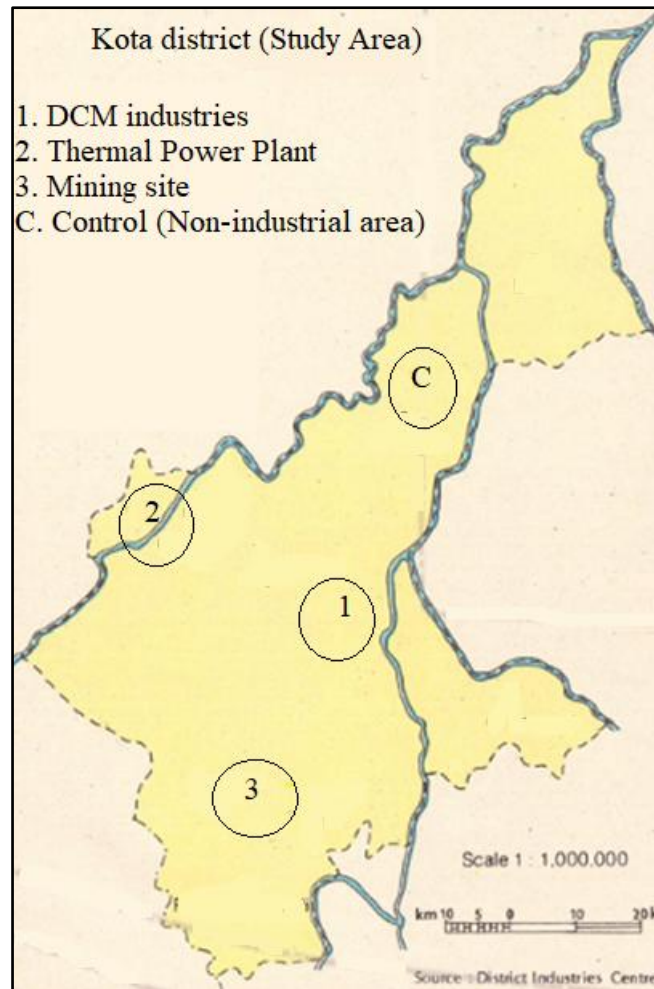 Kota district (Study Area)
1. DCM industries
2. Thermal Power Plant
3. Mining site
C. Control (Non-industrial area)
C
2
1
3
Scale 1 : 1,000,000
km 10 5 0 10 20 k
Source : District Industries Centre